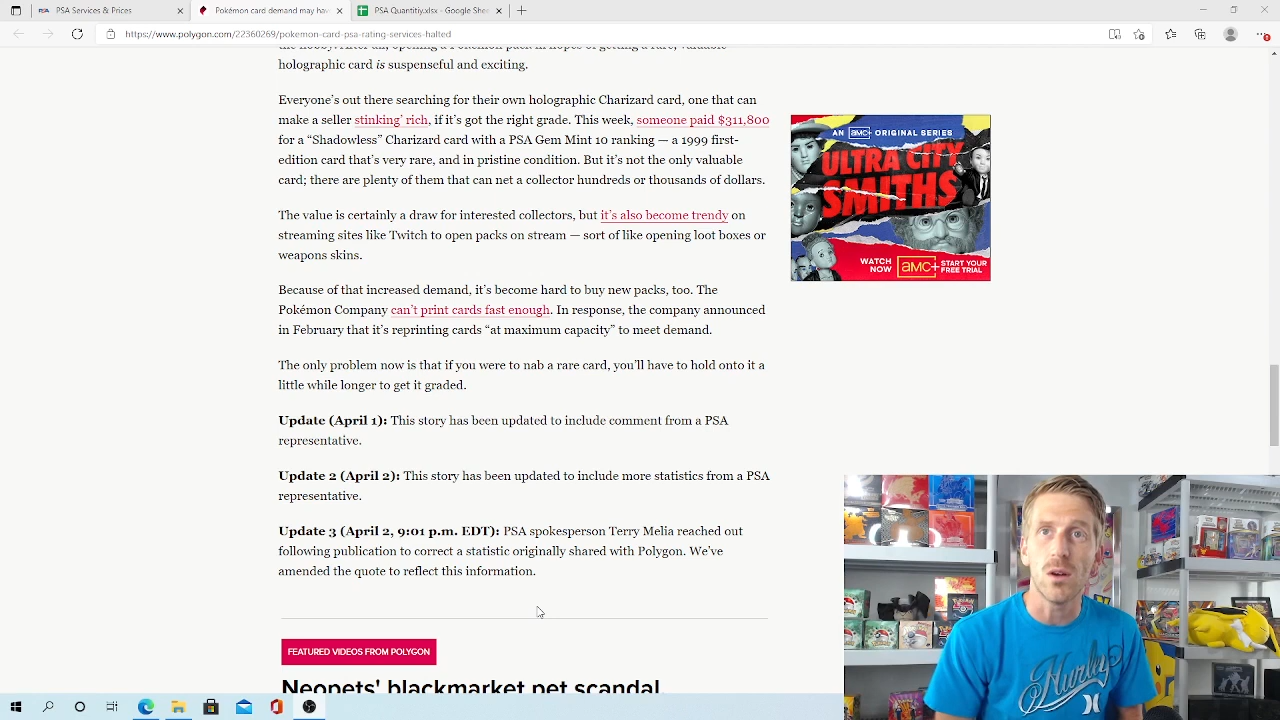 PSA Services & Prices
Pokémon card demand may hav
PSA Quantitiy.xlsx - Google She
https://www.polygon.com/22360269/pokemon-card-psa-rating-services-halted
holographic card is suspenseful and exciting.
Everyone's out there searching for their own holographic Charizard card, one that can
make a seller stinking' rich, if it's got the right grade. This week, someone paid $311,800
for a “Shadowless” Charizard card with a PSA Gem Mint 10 ranking — a 1999 first-
edition card that's very rare, and in pristine condition. But it's not the only valuable
card; there are plenty of them that can net a collector hundreds or thousands of dollars.
The value is certainly a draw for interested collectors, but it's also become trendy on
streaming sites like Twitch to open packs on stream — sort of like opening loot boxes or
weapons skins.
Because of that increased demand, it's become hard to buy new packs, too. The
Pokémon Company can't print cards fast enough. In response, the company announced
in February that it's reprinting cards “at maximum capacity” to meet demand.
The only problem now is that if you were to nab a rare card, you'll have to hold onto it a
little while longer to get it graded.
Update (April 1): This story has been updated to include comment from a PSA
representative.
Update 2 (April 2): This story has been updated to include more statistics from a PSA
representative.
Update 3 (April 2, 9:01 p.m. EDT): PSA spokesperson Terry Melia reached out
following publication to correct a statistic originally shared with Polygon. We've
amended the quote to reflect this information.
FEATURED VIDEOS FROM POLYGON
Neopets' blackmarket pet scandal
AN amc+ ORIGINAL SERIES
ULTRA CITY
SMITHS
WATCH
NOW
amc+
START YOUR
FREE TRIAL
Hurley